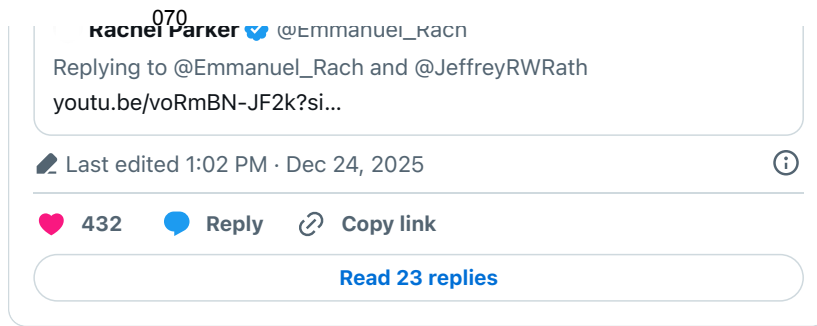 070
Rachel Parker @Emmanuel_Rach
Replying to @Emmanuel_Rach and @JeffreyRWRath
youtu.be/voRmBN-JF2k?si...
Last edited 1:02 PM · Dec 24, 2025
432 Reply Copy link
Read 23 replies